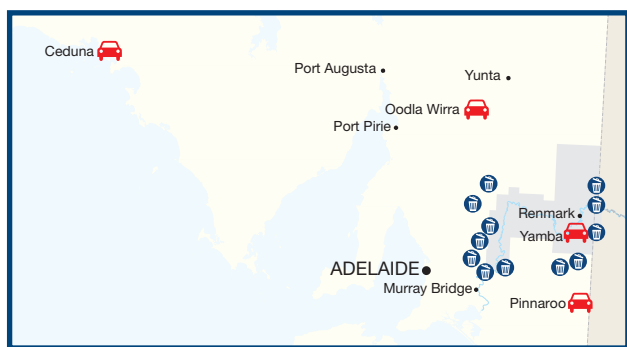 Ceduna
Port Augusta
Yunta
Oodla Wirra
Port Pirie
Renmark
Yamba
ADELAIDE
Murray Bridge
Pinnaroo